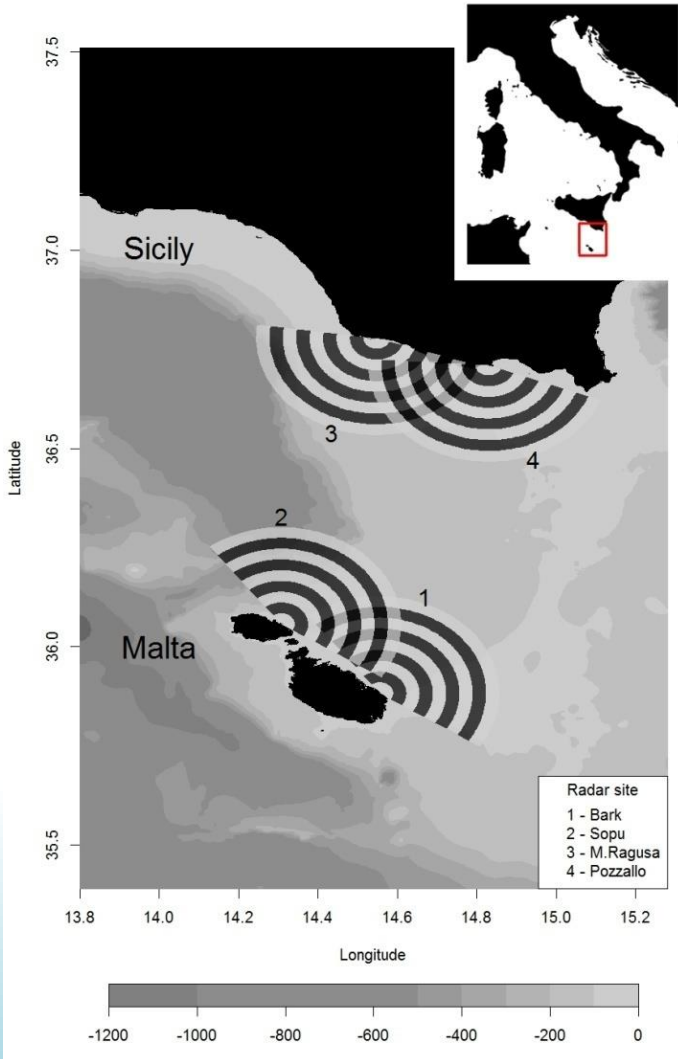 37.5
37.0
36.5
36.0
35.5
Latitude
Sicily
Malta
3
4
2
1
Radar site
1 - Bark
2 - Sopu
3 - M.Ragusa
4 - Pozzallo
13.8 14.0 14.2 14.4 14.6 14.8 15.0 15.2
Longitude
-1200 -1000 -800 -600 -400 -200 0